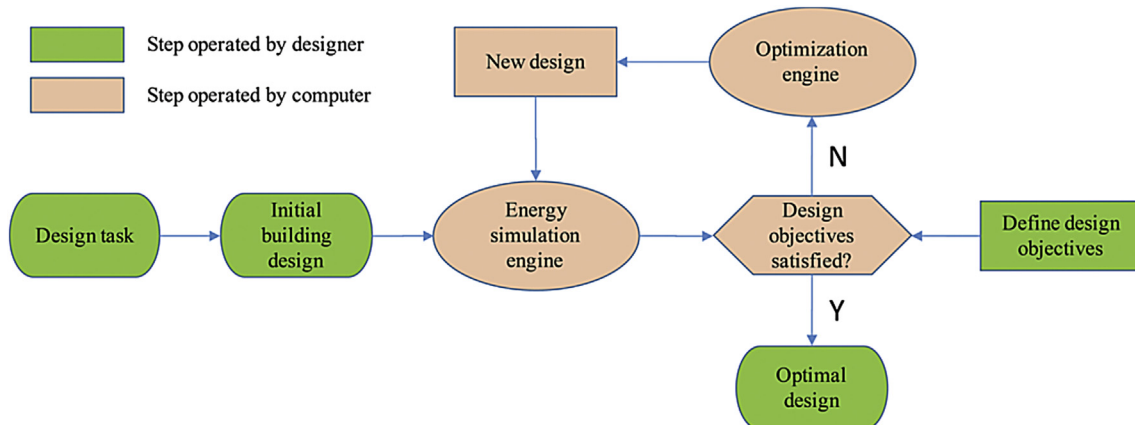 Step operated by designer
Step operated by computer
New design
Optimization
engine
N
Design task
Initial
building
design
Energy
simulation
engine
Design
objectives
satisfied?
Define design
objectives
Y
Optimal
design